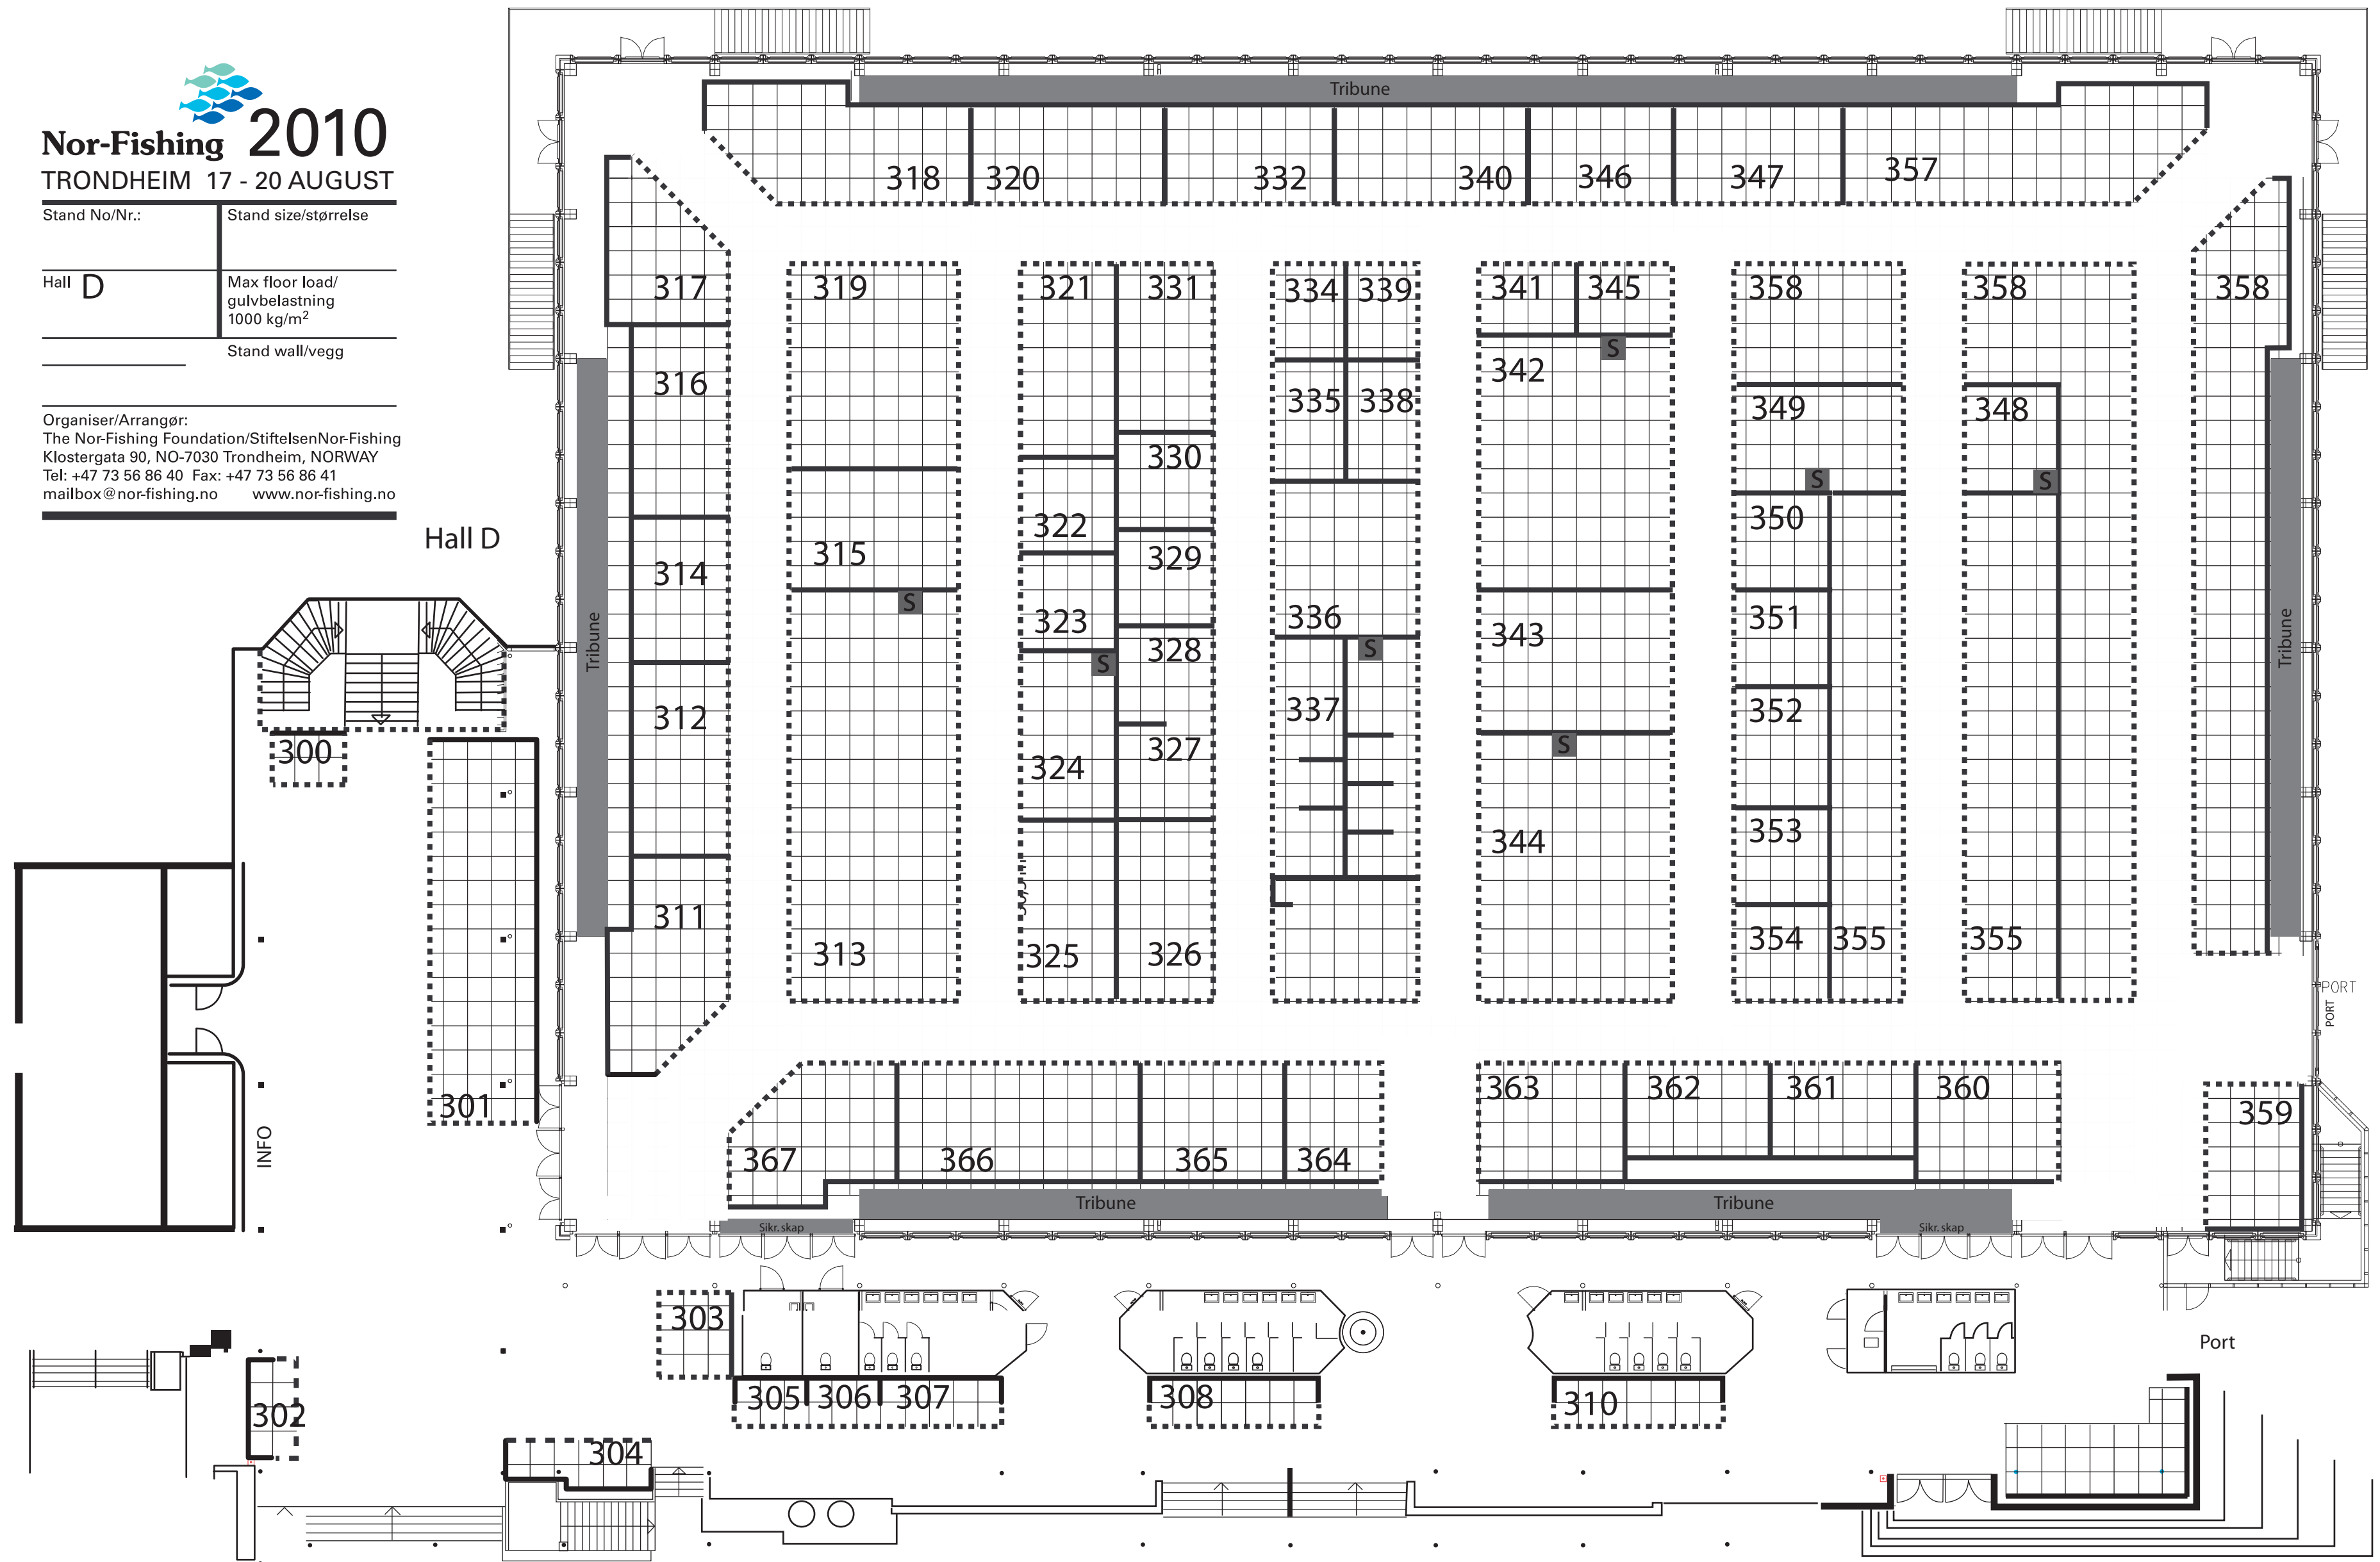 Nor-Fishing 2010
TRONDHEIM 17 - 20 AUGUST
Stand No/Nr.:
Stand size/størrelse
Hall D
Max floor load/
gulvbelastning
1000 kg/m²
Stand wall/vegg
Organiser/Arrangør:
The Nor-Fishing Foundation/StiftelsenNor-Fishing
Klostergata 90, NO-7030 Trondheim, NORWAY
Tel: +47 73 56 86 40 Fax: +47 73 56 86 41
mailbox@nor-fishing.no www.nor-fishing.no
Hall D
Tribune
318 320 332 340 346 347 357
317 319 321 331 334 339 341 345 358 358 358
S
316 342
335 338 349 348
330
S S
322 350
315 329
314
S
323 336 351
343
328
S S
Tribune
Tribune
337 352
312
S
300
327
324
353
344
311
354 355 355
313 325 326
PORT
PORT
301
363 362 361 360
359
INFO
367 366 365 364
Tribune
Tribune
Sikr. skap
Sikr. skap
303
Port
305 306 307 308 310
302
304